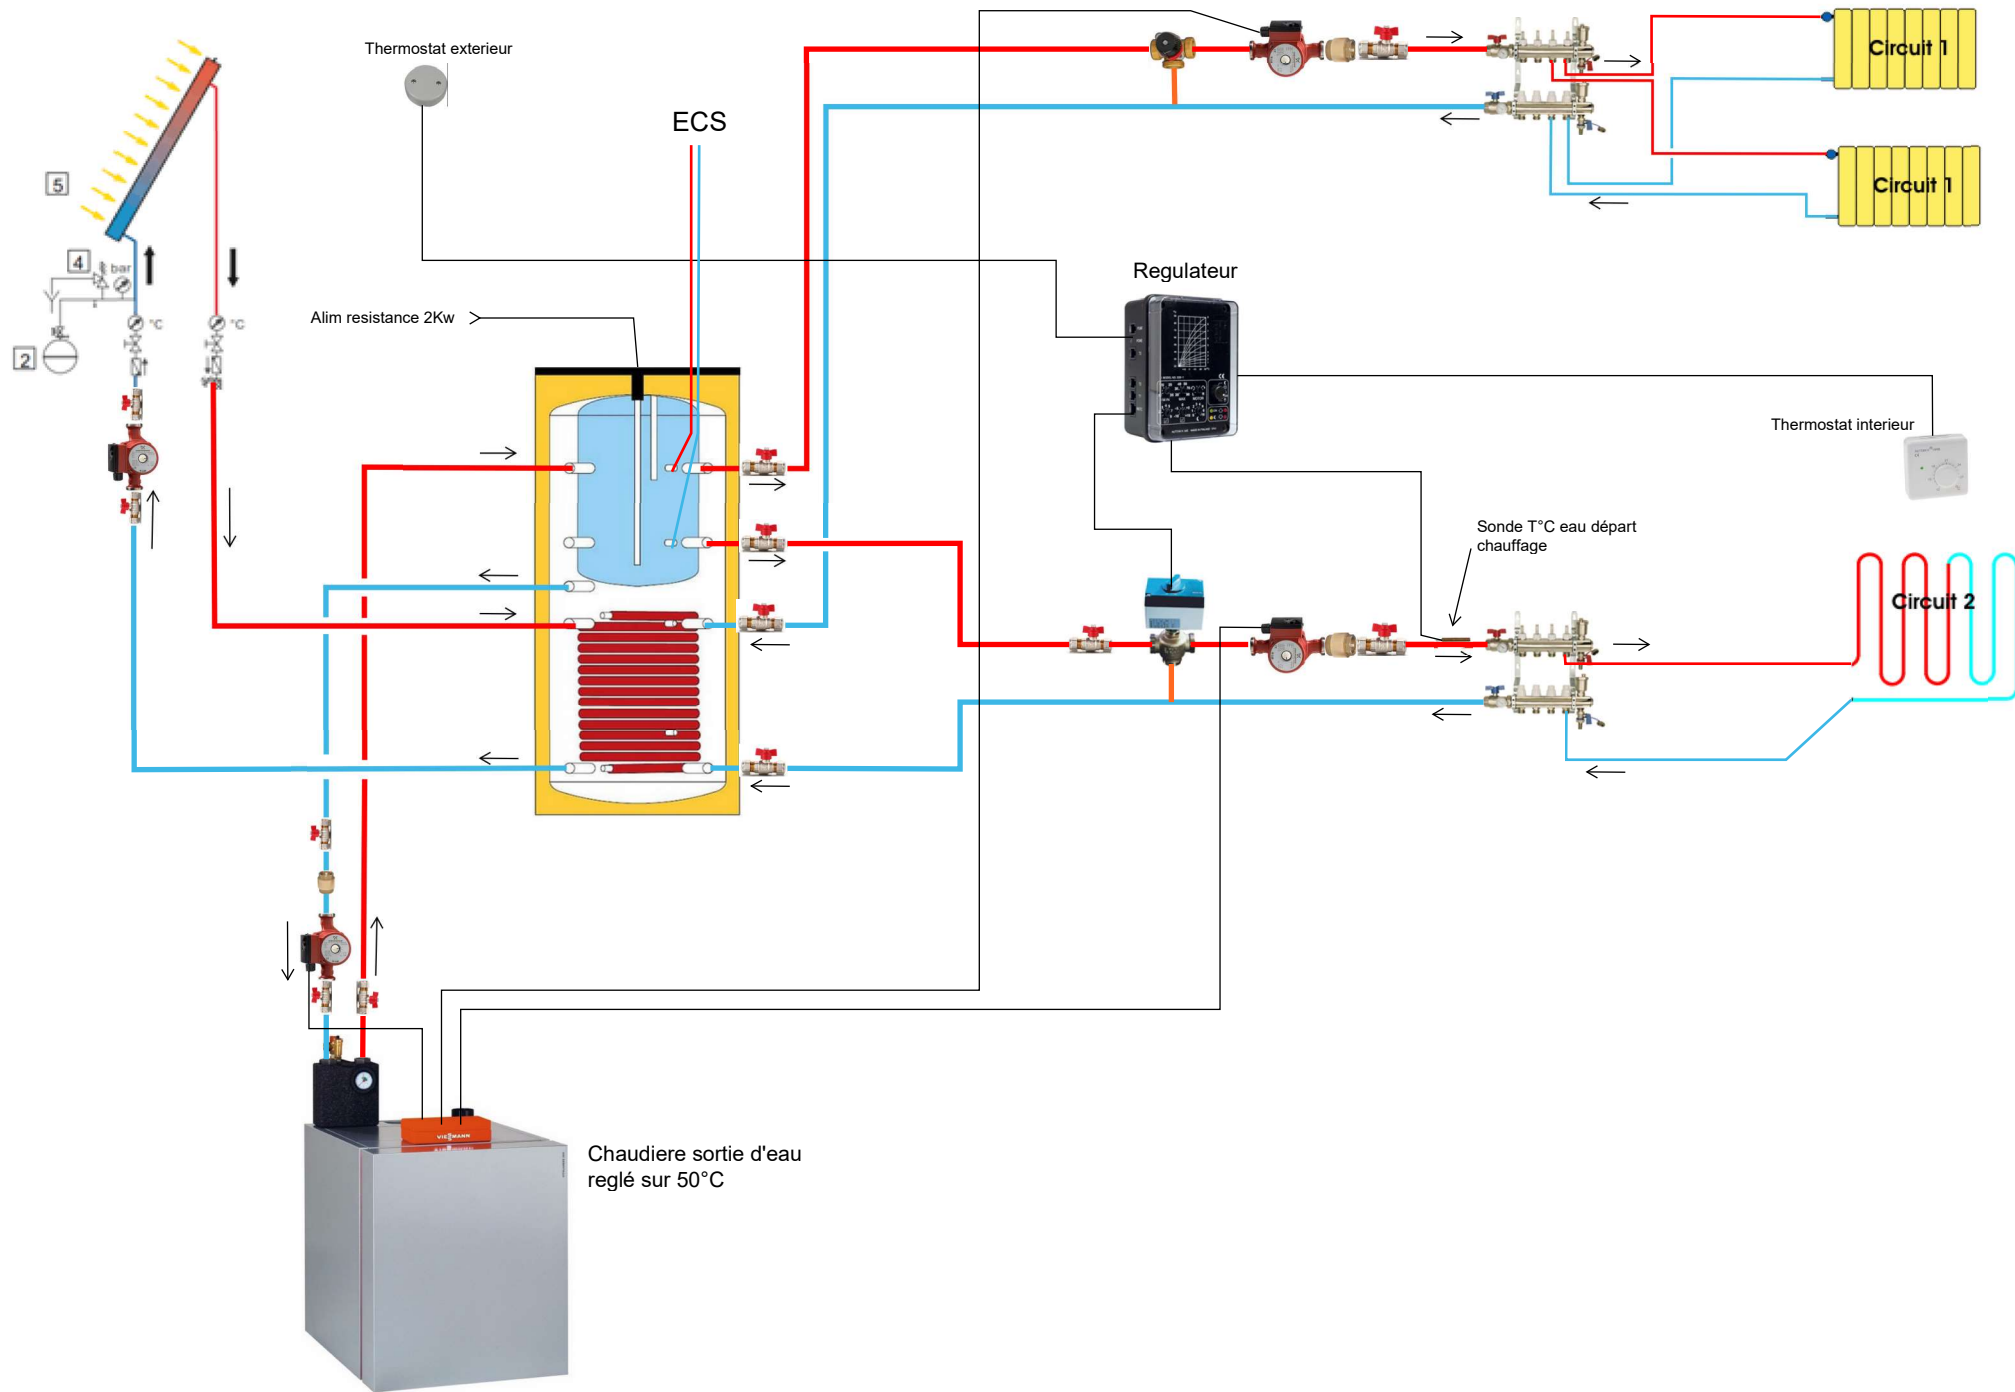 Thermostat exterieur
ECS
Circuit 1
Circuit 1
5
4
bar
°C
°C
2
Alim resistance 2Kw
Regulateur
Thermostat interieur
Sonde T°C eau départ
chauffage
Circuit 2
VIESMANN
Chaudiere sortie d'eau
reglé sur 50°C